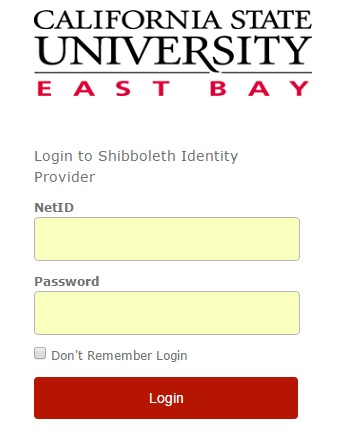 CALIFORNIA STATE
UNIVERSITY
EAST BAY
Login to Shibboleth Identity
Provider
NetID
Password
Don't Remember Login
Login